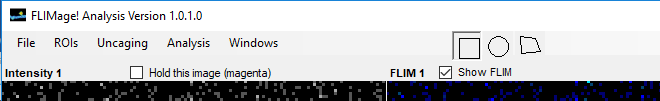 FLIMage! Analysis Version 1.0.1.0
File ROIs Uncaging Analysis Windows
Intensity 1 Hold this image (magenta) FLIM 1 Show FLIM